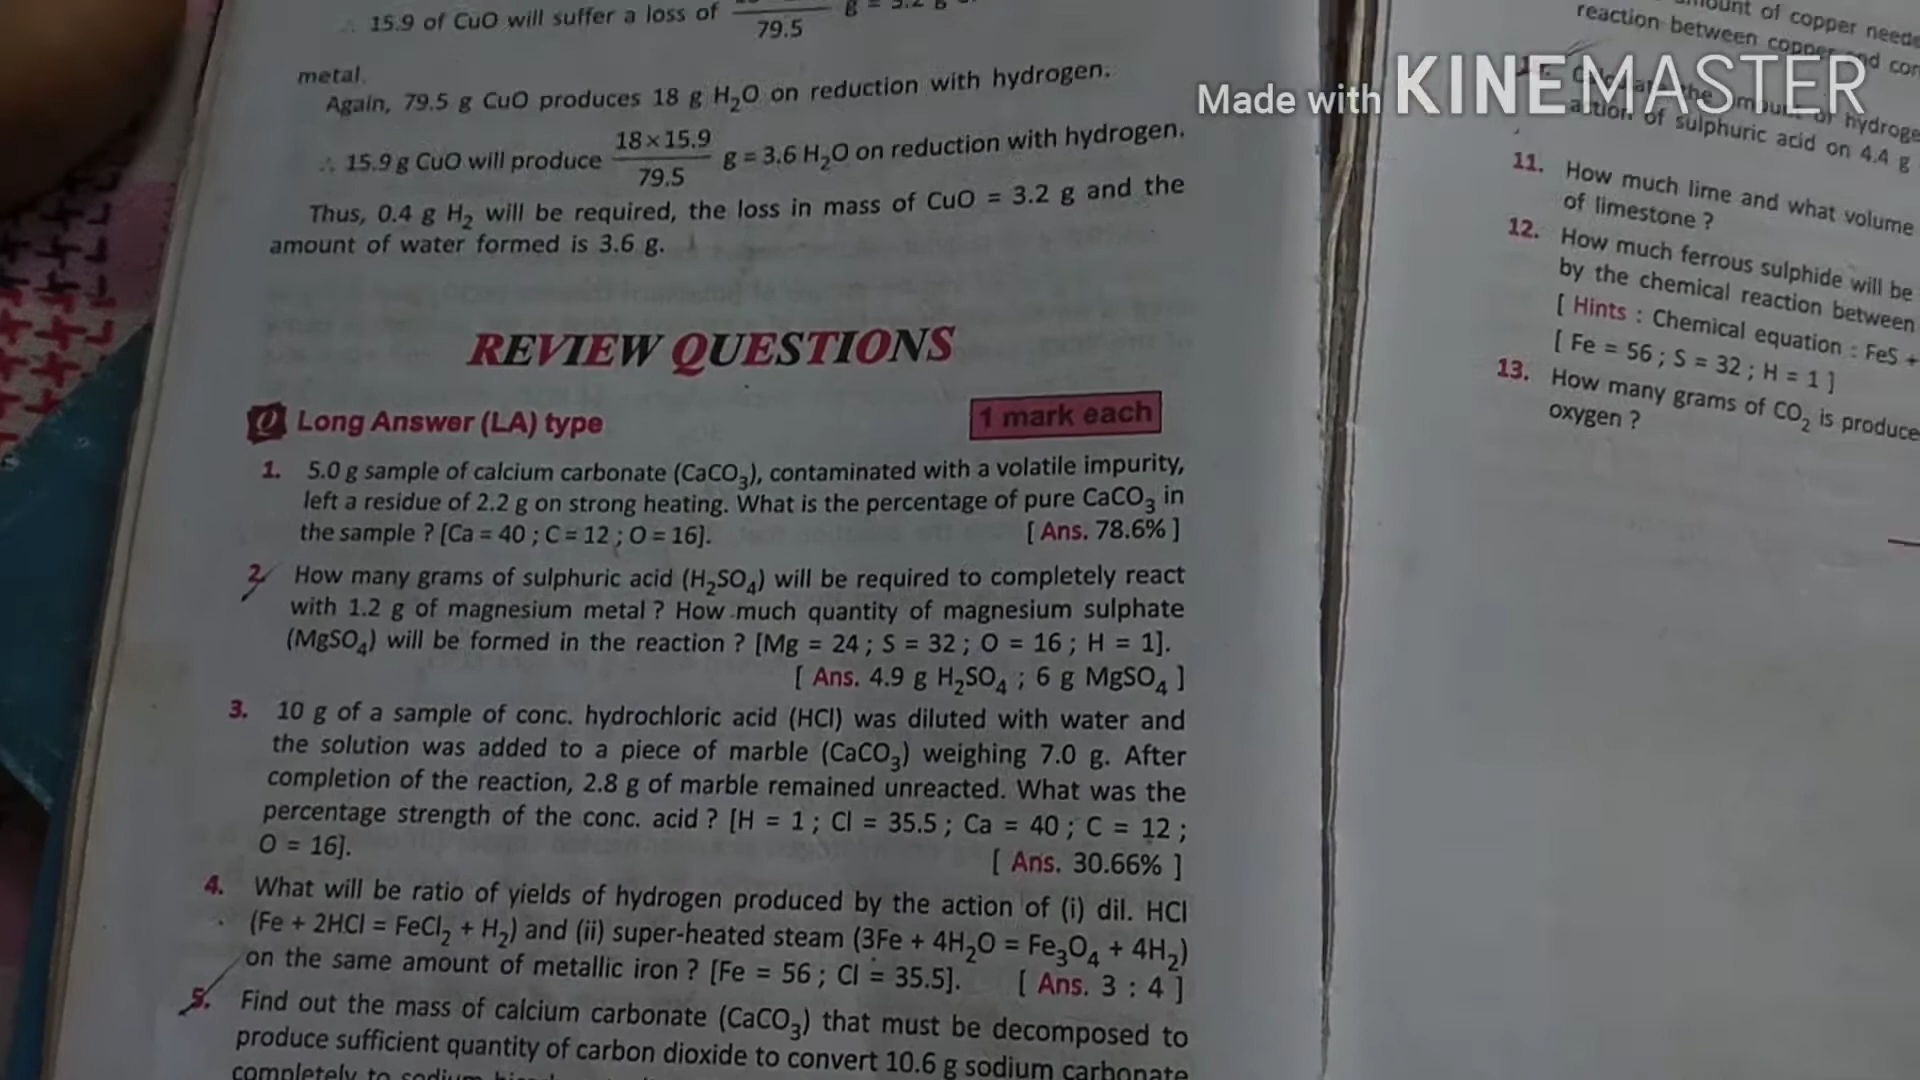 ∴ 15.9 of CuO will suffer a loss of 79.5 g = 3.2 g
metal.
Again, 79.5 g CuO produces 18 g H₂O on reduction with hydrogen.
∴ 15.9 g CuO will produce 18×15.9 / 79.5 g = 3.6 H₂O on reduction with hydrogen.
Thus, 0.4 g H₂ will be required, the loss in mass of CuO = 3.2 g and the
amount of water formed is 3.6 g.
REVIEW QUESTIONS
Q Long Answer (LA) type 1 mark each
1. 5.0 g sample of calcium carbonate (CaCO₃), contaminated with a volatile impurity,
left a residue of 2.2 g on strong heating. What is the percentage of pure CaCO₃ in
the sample ? [Ca = 40 ; C = 12 ; O = 16]. [ Ans. 78.6% ]
2. How many grams of sulphuric acid (H₂SO₄) will be required to completely react
with 1.2 g of magnesium metal ? How much quantity of magnesium sulphate
(MgSO₄) will be formed in the reaction ? [Mg = 24 ; S = 32 ; O = 16 ; H = 1].
[ Ans. 4.9 g H₂SO₄ ; 6 g MgSO₄ ]
3. 10 g of a sample of conc. hydrochloric acid (HCl) was diluted with water and
the solution was added to a piece of marble (CaCO₃) weighing 7.0 g. After
completion of the reaction, 2.8 g of marble remained unreacted. What was the
percentage strength of the conc. acid ? [H = 1 ; Cl = 35.5 ; Ca = 40 ; C = 12 ;
O = 16]. [ Ans. 30.66% ]
4. What will be ratio of yields of hydrogen produced by the action of (i) dil. HCl
(Fe + 2HCl = FeCl₂ + H₂) and (ii) super-heated steam (3Fe + 4H₂O = Fe₃O₄ + 4H₂)
on the same amount of metallic iron ? [Fe = 56 ; Cl = 35.5]. [ Ans. 3 : 4 ]
5. Find out the mass of calcium carbonate (CaCO₃) that must be decomposed to
produce sufficient quantity of carbon dioxide to convert 10.6 g sodium carbonate
completely to sodium
amount of copper neede
reaction between copper and con
Made with KINEMASTER
the amount of hydroge
action of sulphuric acid on 4.4 g
11. How much lime and what volume
of limestone ?
12. How much ferrous sulphide will be
by the chemical reaction between
[ Hints : Chemical equation : FeS +
[ Fe = 56 ; S = 32 ; H = 1 ]
13. How many grams of CO₂ is produce
oxygen ?